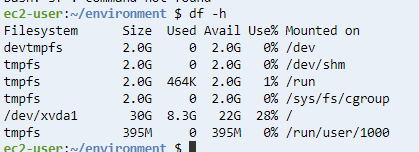 ec2-user:~/environment $ df -h
Filesystem      Size  Used Avail Use% Mounted on
devtmpfs        2.0G     0  2.0G   0% /dev
tmpfs           2.0G     0  2.0G   0% /dev/shm
tmpfs           2.0G  464K  2.0G   1% /run
tmpfs           2.0G     0  2.0G   0% /sys/fs/cgroup
/dev/xvda1       30G  8.3G   22G  28% /
tmpfs           395M     0  395M   0% /run/user/1000
ec2-user:~/environment $